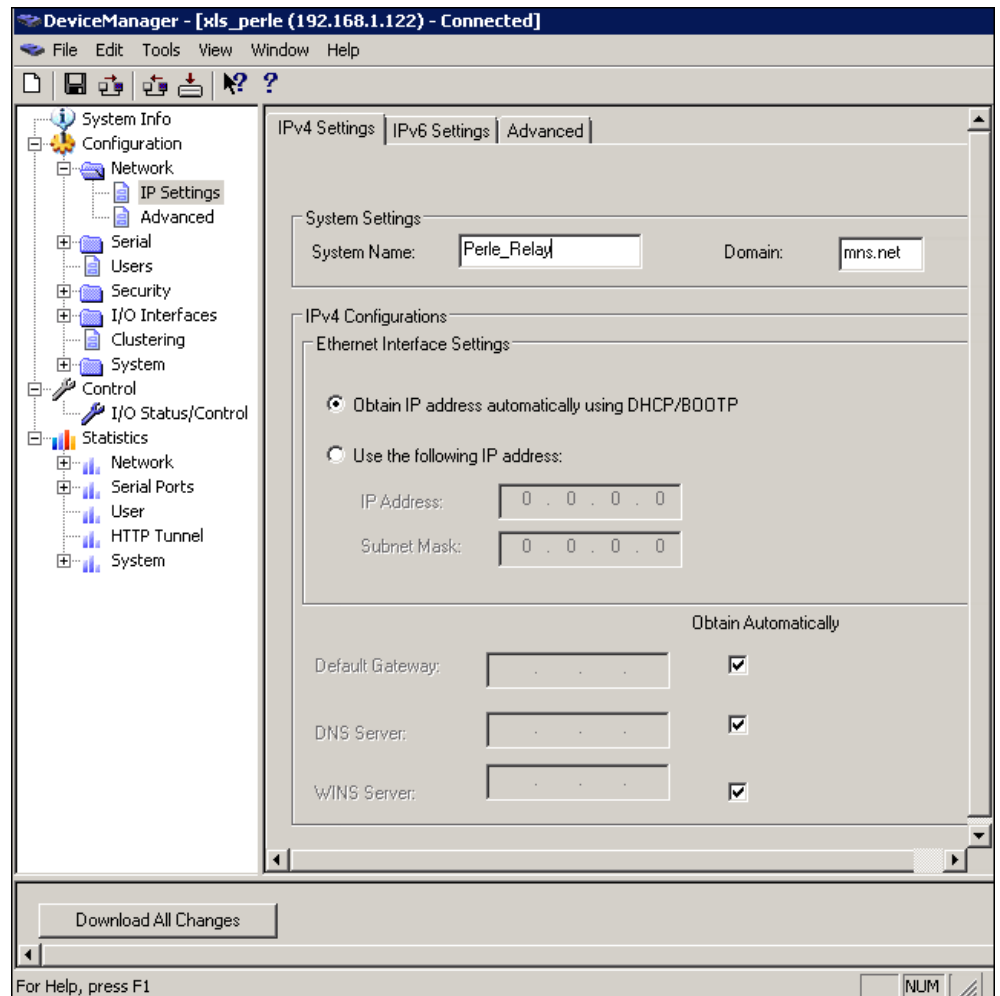 DeviceManager - [xls_perle (192.168.1.122) - Connected]
File Edit Tools View Window Help
System Info
Configuration
Network
IP Settings
Advanced
Serial
Users
Security
I/O Interfaces
Clustering
System
Control
I/O Status/Control
Statistics
Network
Serial Ports
User
HTTP Tunnel
System
IPv4 Settings IPv6 Settings Advanced
System Settings
System Name: Perle_Relay Domain: mns.net
IPv4 Configurations
Ethernet Interface Settings
Obtain IP address automatically using DHCP/BOOTP
Use the following IP address:
IP Address: 0 . 0 . 0 . 0
Subnet Mask: 0 . 0 . 0 . 0
Obtain Automatically
Default Gateway: . . .
DNS Server: . . .
WINS Server: . . .
Download All Changes
For Help, press F1 NUM